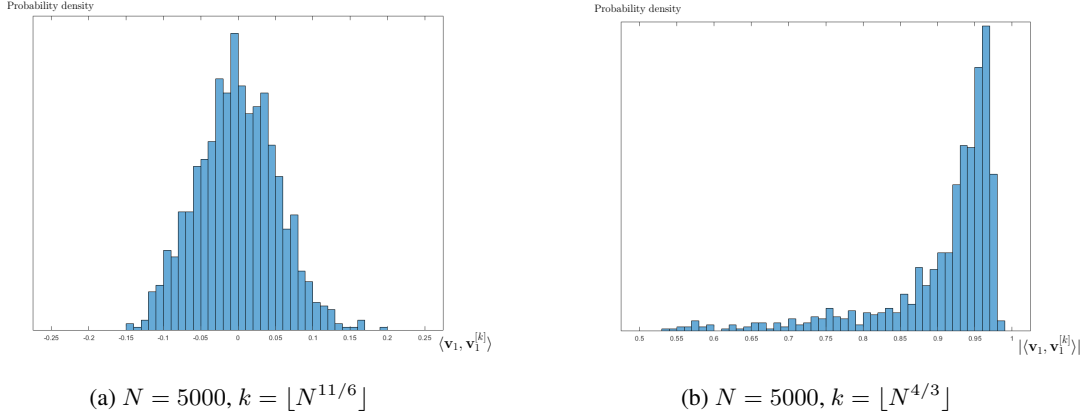 Probability density
-0.25 -0.2 -0.15 -0.1 -0.05 0 0.05 0.1 0.15 0.2 0.25
⟨v₁, v₁^[k]⟩
(a) N = 5000, k = ⌊N^{11/6}⌋
Probability density
0.5 0.55 0.6 0.65 0.7 0.75 0.8 0.85 0.9 0.95 1
|⟨v₁, v₁^[k]⟩|
(b) N = 5000, k = ⌊N^{4/3}⌋